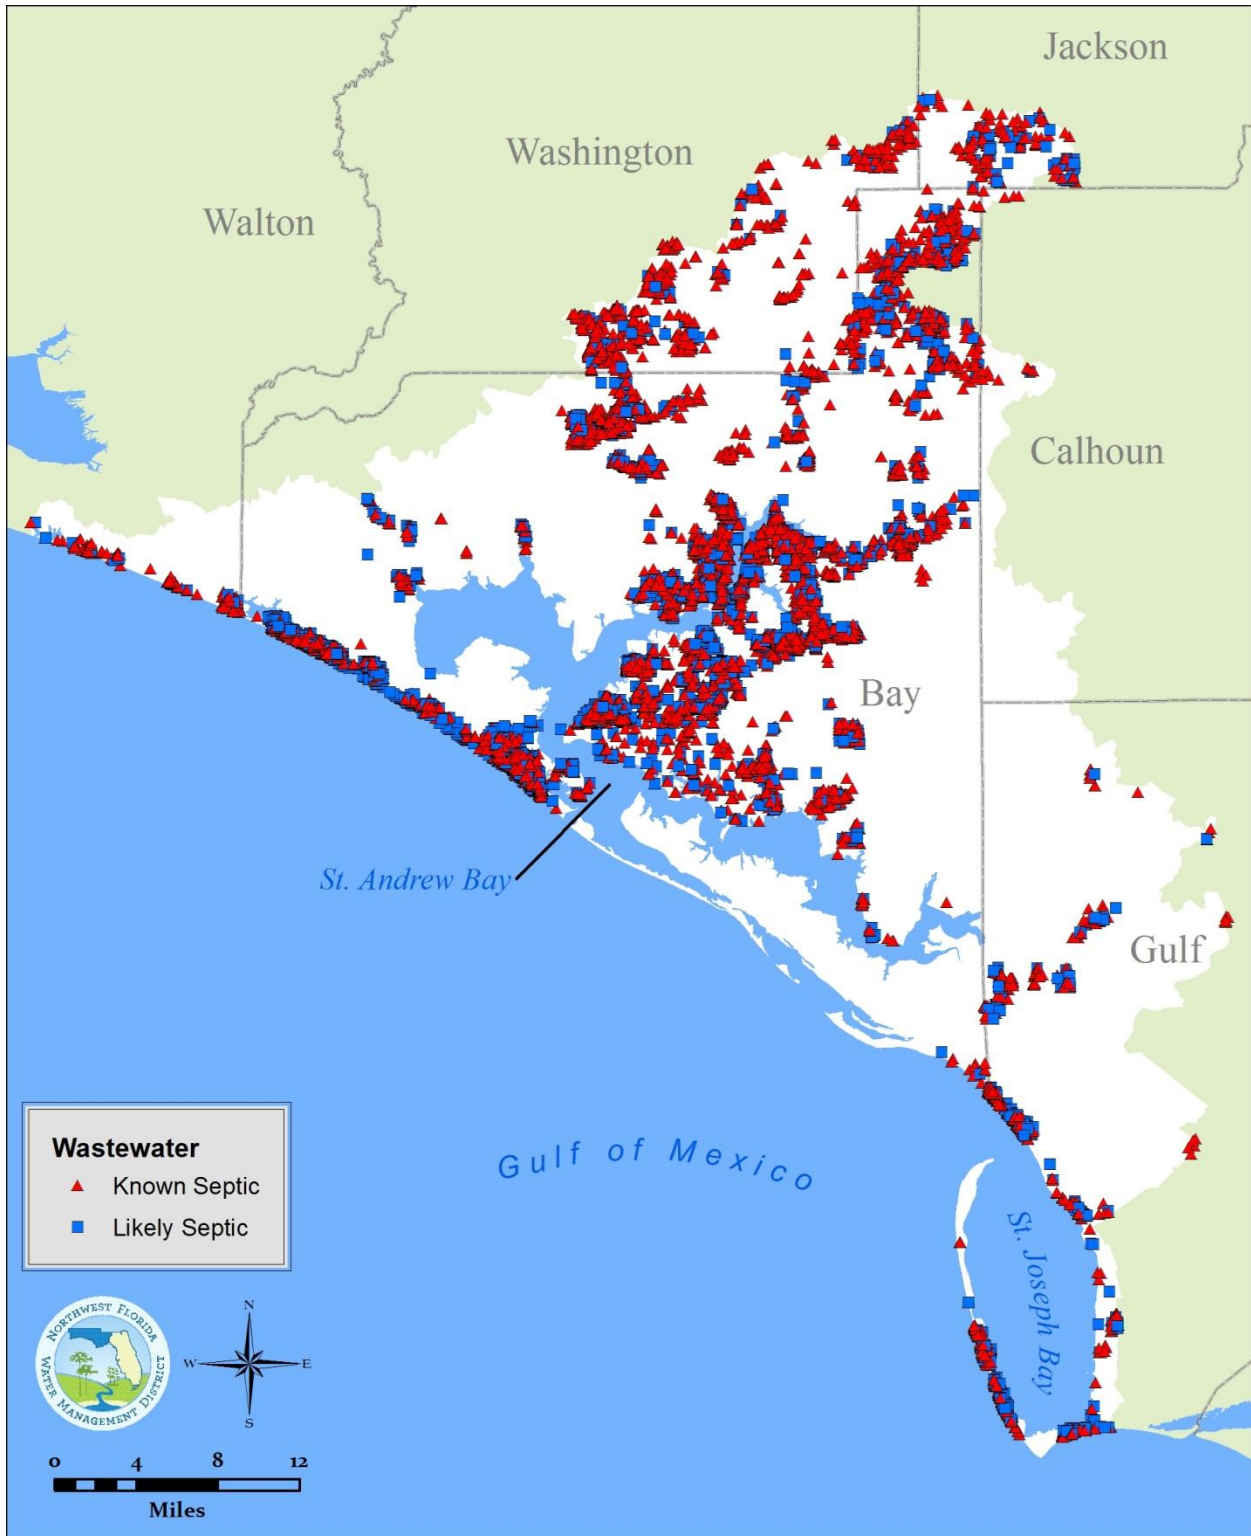 Jackson
Washington
Walton
Calhoun
Bay
St. Andrew Bay
Gulf
Gulf of Mexico
St. Joseph Bay
Wastewater
Known Septic
Likely Septic
NORTHWEST FLORIDA
WATER MANAGEMENT DISTRICT
N
W E
S
0 4 8 12
Miles